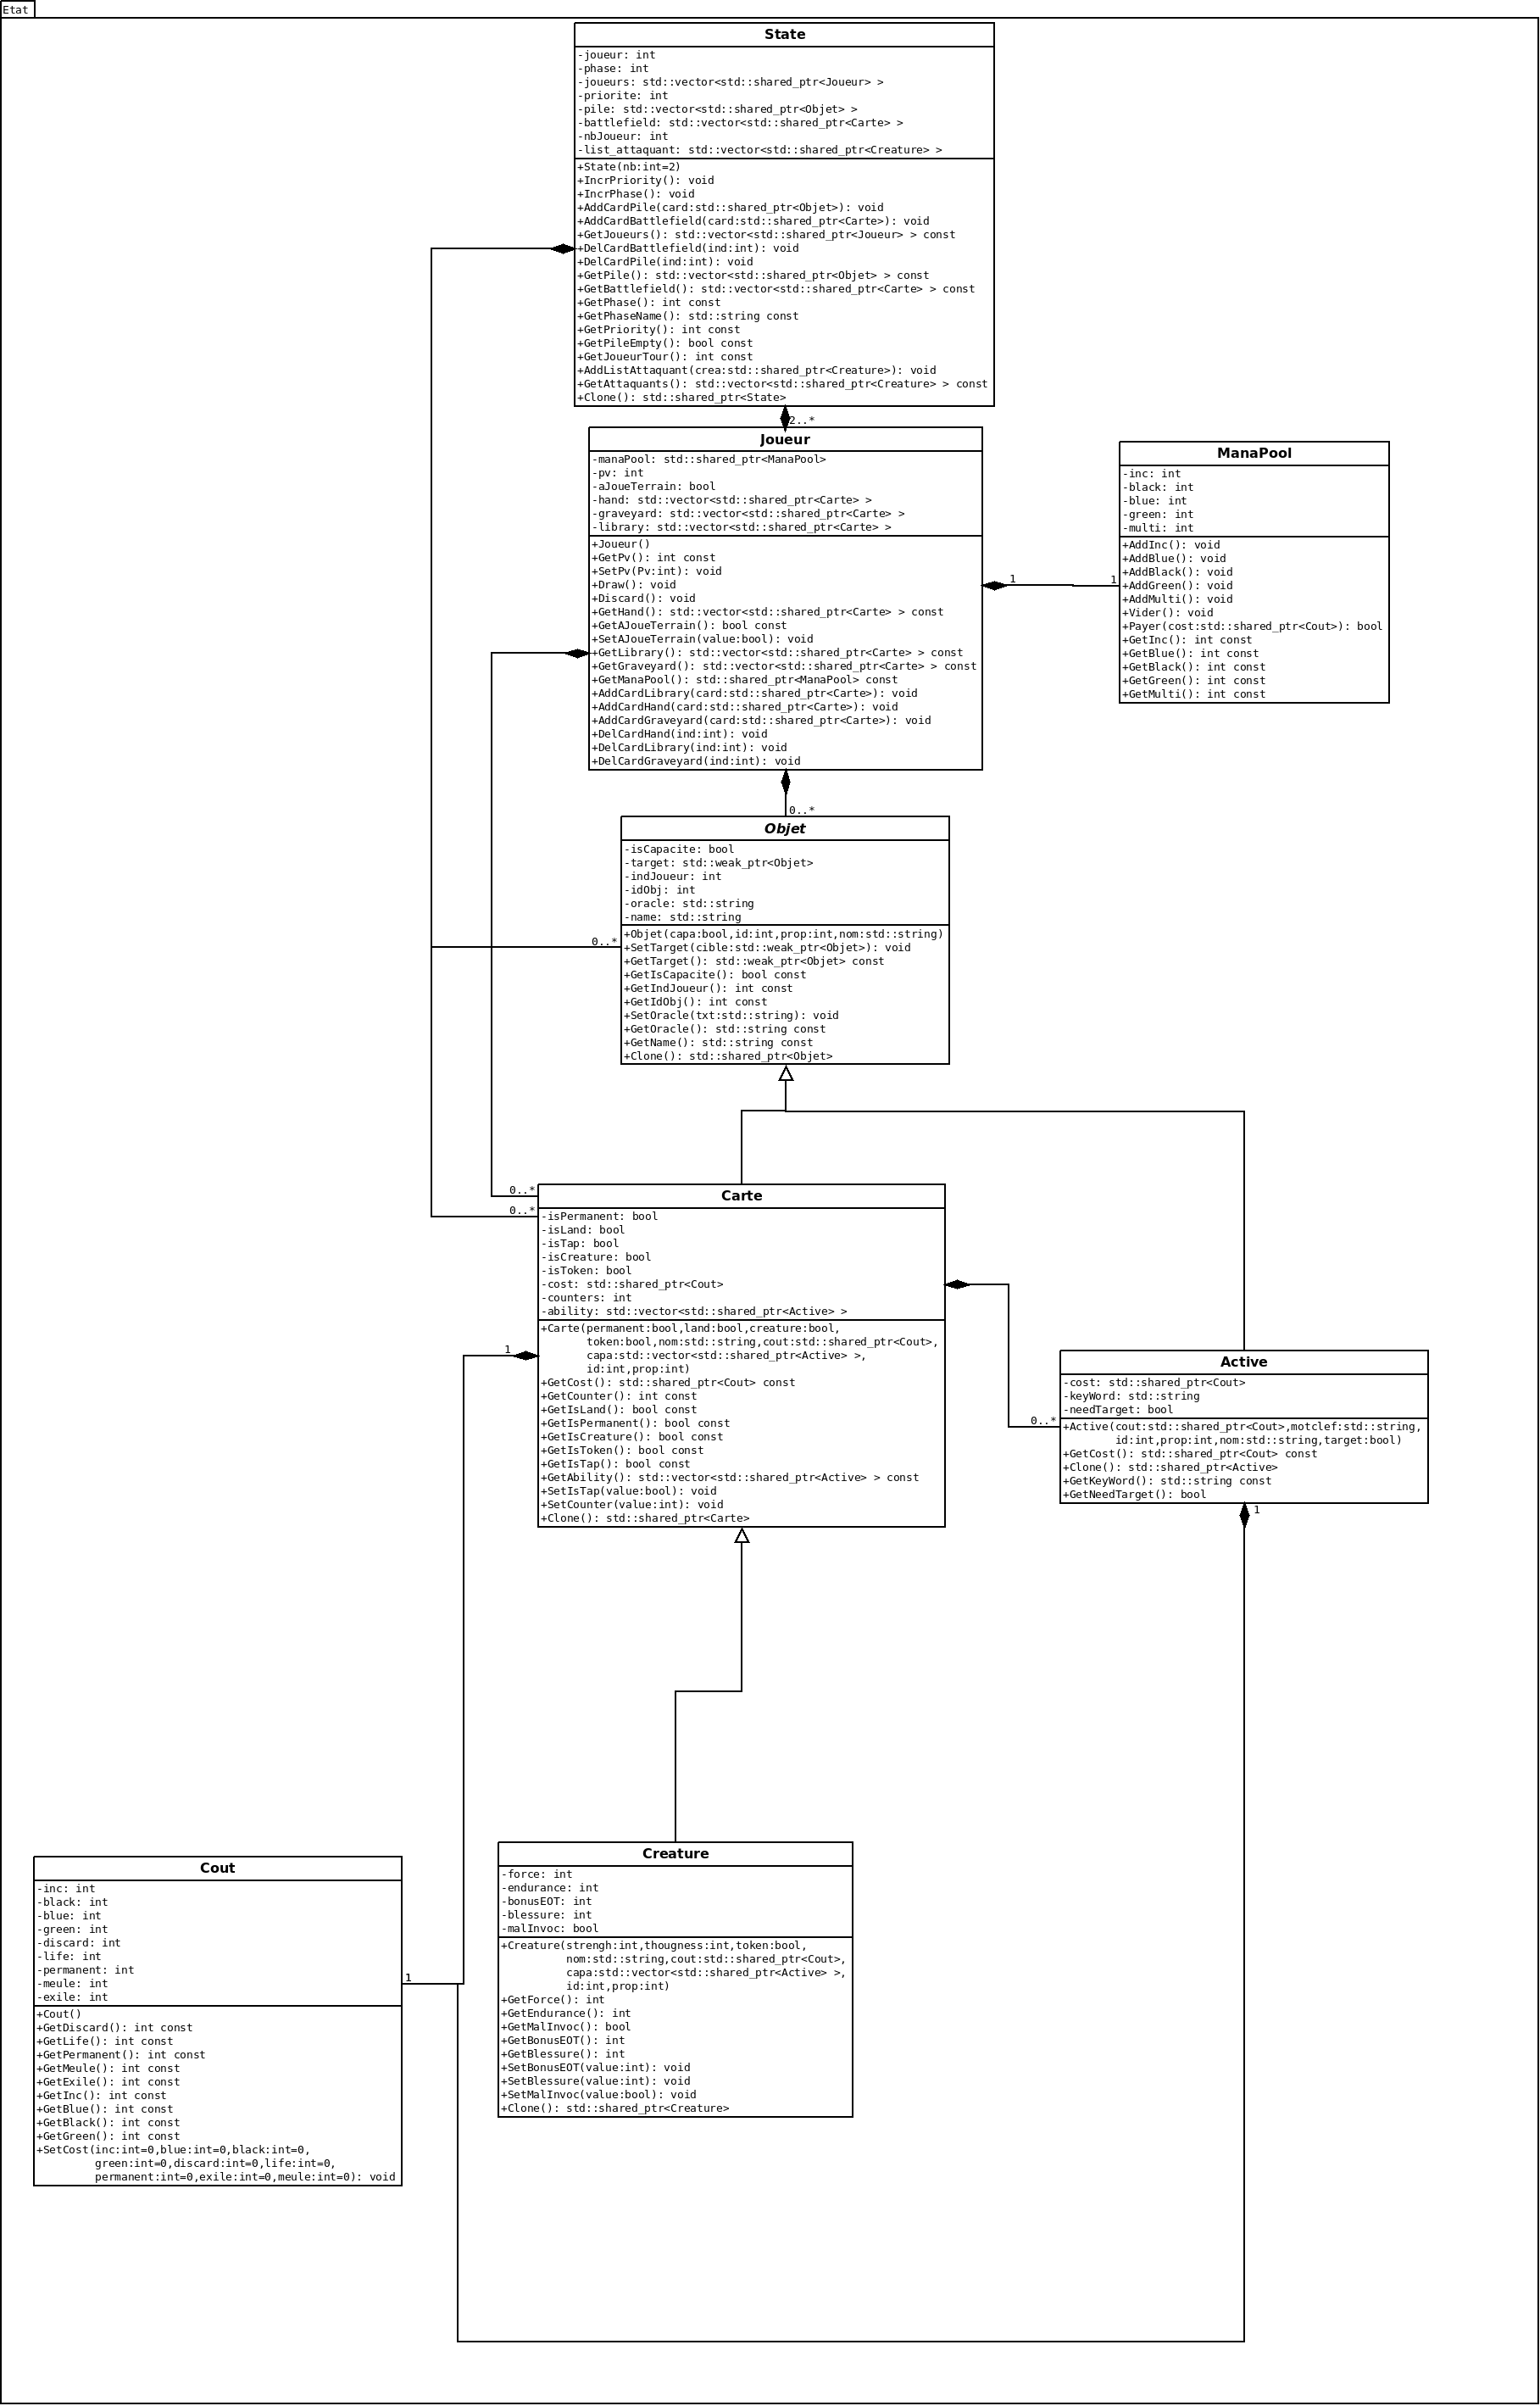 Etat
State
-joueur: int
-phase: int
-joueurs: std::vector<std::shared_ptr<Joueur> >
-priorite: int
-pile: std::vector<std::shared_ptr<Objet> >
-battlefield: std::vector<std::shared_ptr<Carte> >
-nbJoueur: int
-list_attaquant: std::vector<std::shared_ptr<Creature> >
+State(nb:int=2)
+IncrPriority(): void
+IncrPhase(): void
+AddCardPile(card:std::shared_ptr<Objet>): void
+AddCardBattlefield(card:std::shared_ptr<Carte>): void
+GetJoueurs(): std::vector<std::shared_ptr<Joueur> > const
+DelCardBattlefield(ind:int): void
+DelCardPile(ind:int): void
+GetPile(): std::vector<std::shared_ptr<Objet> > const
+GetBattlefield(): std::vector<std::shared_ptr<Carte> > const
+GetPhase(): int const
+GetPhaseName(): std::string const
+GetPriority(): int const
+GetPileEmpty(): bool const
+GetJoueurTour(): int const
+AddListAttaquant(crea:std::shared_ptr<Creature>): void
+GetAttaquants(): std::vector<std::shared_ptr<Creature> > const
+Clone(): std::shared_ptr<State>
2..*
Joueur
-manaPool: std::shared_ptr<ManaPool>
-pv: int
-aJoueTerrain: bool
-hand: std::vector<std::shared_ptr<Carte> >
-graveyard: std::vector<std::shared_ptr<Carte> >
-library: std::vector<std::shared_ptr<Carte> >
+Joueur()
+GetPv(): int const
+SetPv(Pv:int): void
+Draw(): void
+Discard(): void
+GetHand(): std::vector<std::shared_ptr<Carte> > const
+GetAJoueTerrain(): bool const
+SetAJoueTerrain(value:bool): void
+GetLibrary(): std::vector<std::shared_ptr<Carte> > const
+GetGraveyard(): std::vector<std::shared_ptr<Carte> > const
+GetManaPool(): std::shared_ptr<ManaPool> const
+AddCardLibrary(card:std::shared_ptr<Carte>): void
+AddCardHand(card:std::shared_ptr<Carte>): void
+AddCardGraveyard(card:std::shared_ptr<Carte>): void
+DelCardHand(ind:int): void
+DelCardLibrary(ind:int): void
+DelCardGraveyard(ind:int): void
1
1
ManaPool
-inc: int
-black: int
-blue: int
-green: int
-multi: int
+AddInc(): void
+AddBlue(): void
+AddBlack(): void
+AddGreen(): void
+AddMulti(): void
+Vider(): void
+Payer(cost:std::shared_ptr<Cout>): bool
+GetInc(): int const
+GetBlue(): int const
+GetBlack(): int const
+GetGreen(): int const
+GetMulti(): int const
0..*
Objet
-isCapacite: bool
-target: std::weak_ptr<Objet>
-indJoueur: int
-idObj: int
-oracle: std::string
-name: std::string
+Objet(capa:bool,id:int,prop:int,nom:std::string)
+SetTarget(cible:std::weak_ptr<Objet>): void
+GetTarget(): std::weak_ptr<Objet> const
+GetIsCapacite(): bool const
+GetIndJoueur(): int const
+GetIdObj(): int const
+SetOracle(txt:std::string): void
+GetOracle(): std::string const
+GetName(): std::string const
+Clone(): std::shared_ptr<Objet>
0..*
0..*
0..*
Carte
-isPermanent: bool
-isLand: bool
-isTap: bool
-isCreature: bool
-isToken: bool
-cost: std::shared_ptr<Cout>
-counters: int
-ability: std::vector<std::shared_ptr<Active> >
+Carte(permanent:bool,land:bool,creature:bool,
token:bool,nom:std::string,cout:std::shared_ptr<Cout>,
capa:std::vector<std::shared_ptr<Active> >,
id:int,prop:int)
+GetCost(): std::shared_ptr<Cout> const
+GetCounter(): int const
+GetIsLand(): bool const
+GetIsPermanent(): bool const
+GetIsCreature(): bool const
+GetIsToken(): bool const
+GetIsTap(): bool const
+GetAbility(): std::vector<std::shared_ptr<Active> > const
+SetIsTap(value:bool): void
+SetCounter(value:int): void
+Clone(): std::shared_ptr<Carte>
1
0..*
Active
-cost: std::shared_ptr<Cout>
-keyWord: std::string
-needTarget: bool
+Active(cout:std::shared_ptr<Cout>,motclef:std::string,
id:int,prop:int,nom:std::string,target:bool)
+GetCost(): std::shared_ptr<Cout> const
+Clone(): std::shared_ptr<Active>
+GetKeyWord(): std::string const
+GetNeedTarget(): bool
1
Cout
-inc: int
-black: int
-blue: int
-green: int
-discard: int
-life: int
-permanent: int
-meule: int
-exile: int
+Cout()
+GetDiscard(): int const
+GetLife(): int const
+GetPermanent(): int const
+GetMeule(): int const
+GetExile(): int const
+GetInc(): int const
+GetBlue(): int const
+GetBlack(): int const
+GetGreen(): int const
+SetCost(inc:int=0,blue:int=0,black:int=0,
green:int=0,discard:int=0,life:int=0,
permanent:int=0,exile:int=0,meule:int=0): void
1
Creature
-force: int
-endurance: int
-bonusEOT: int
-blessure: int
-malInvoc: bool
+Creature(strengh:int,thougness:int,token:bool,
nom:std::string,cout:std::shared_ptr<Cout>,
capa:std::vector<std::shared_ptr<Active> >,
id:int,prop:int)
+GetForce(): int
+GetEndurance(): int
+GetMalInvoc(): bool
+GetBonusEOT(): int
+GetBlessure(): int
+SetBonusEOT(value:int): void
+SetBlessure(value:int): void
+SetMalInvoc(value:bool): void
+Clone(): std::shared_ptr<Creature>